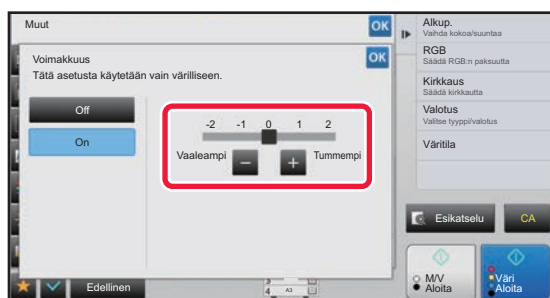 Muut
OK
Voimakkuus
OK
Tätä asetusta käytetään vain värilliseen.
Off
On
-2 -1 0 1 2
Vaaleampi
Tummempi
Edellinen
3
4 A3
Alkup.
Vaihda kokoa/suuntaa
RGB
Säädä RGB:n paksuutta
Kirkkaus
Säädä kirkkautta
Valotus
Valitse tyyppi/valotus
Väritila
Esikatselu
CA
M/V
Aloita
Väri
Aloita